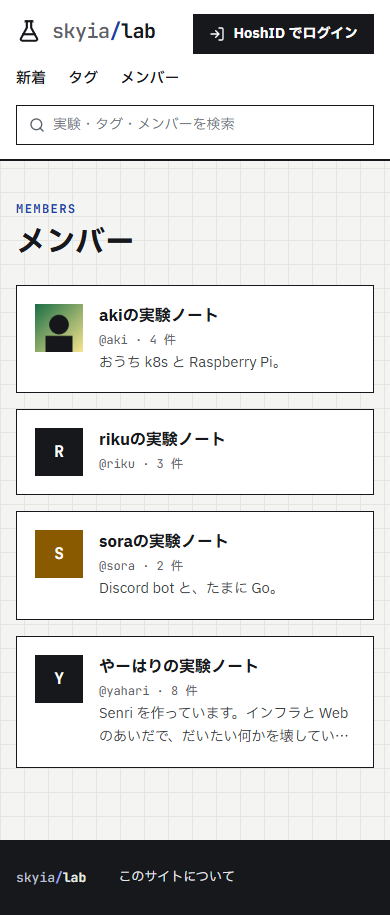 skyia/lab
HoshID でログイン
新着 タグ メンバー
実験・タグ・メンバーを検索
MEMBERS
メンバー
akiの実験ノート
@aki · 4 件
おうち k8s と Raspberry Pi。
R
rikuの実験ノート
@riku · 3 件
S
soraの実験ノート
@sora · 2 件
Discord bot と、たまに Go。
Y
やーはりの実験ノート
@yahari · 8 件
Senri を作っています。インフラと Web
のあいだで、だいたい何かを壊してい…
skyia/lab
このサイトについて